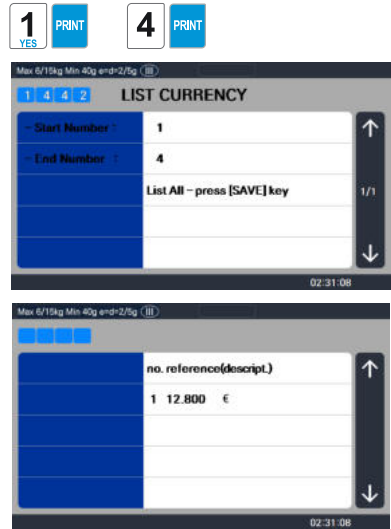 1 YES PRINT 4 PRINT
Max 6/15kg Min 40g e=d=2/5g III
1 4 4 2 LIST CURRENCY
- Start Number : 1
- End Number : 4
List All - press [SAVE] key
1/1
02:31:08
Max 6/15kg Min 40g e=d=2/5g III
no. reference(descript.)
1 12.800 €
02:31:08